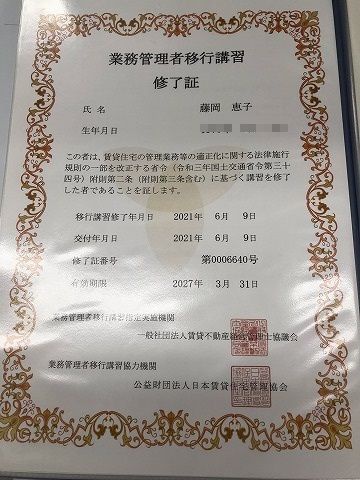 業務管理者移行講習
修了証
氏名 藤岡 恵子
生年月日
この者は、賃貸住宅の管理業務等の適正化に関する法律施行
規則の一部を改正する省令（令和三年国土交通省令第三十
四号）附則第二条（附則第三条含む）に基づく講習を修了
した者であることを証します。
移行講習修了年月日 2021年 6月 9日
交付年月日 2021年 6月 9日
修了証番号 第0006640号
有効期限 2027年 3月 31日
業務管理者移行講習指定実施機関
一般社団法人賃貸不動産経営管理士協議会
業務管理者移行講習協力機関
公益財団法人日本賃貸住宅管理協会